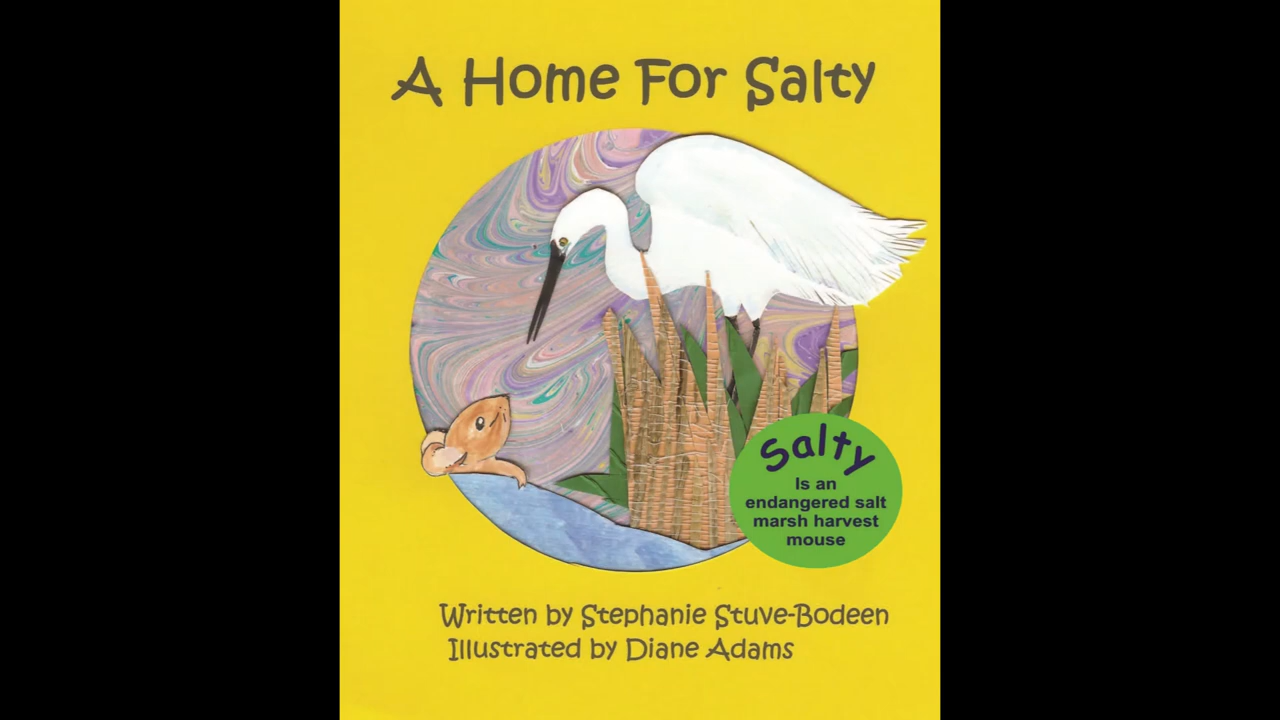 A Home For Salty
Salty
Is an
endangered salt
marsh harvest
mouse
Written by Stephanie Stuve-Bodeen
Illustrated by Diane Adams